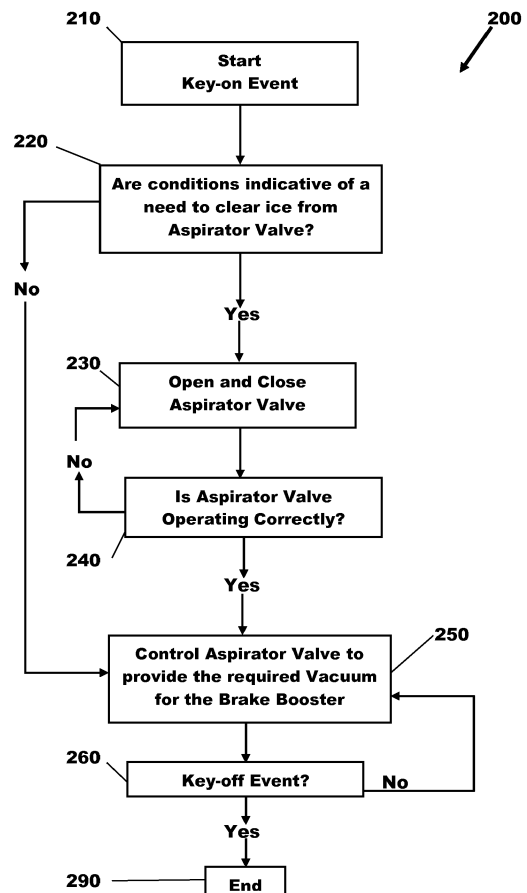 210
200
Start
Key-on Event
220
Are conditions indicative of a
need to clear ice from
Aspirator Valve?
No
Yes
230
Open and Close
Aspirator Valve
No
Is Aspirator Valve
Operating Correctly?
240
Yes
250
Control Aspirator Valve to
provide the required Vacuum
for the Brake Booster
260
Key-off Event?
No
Yes
290
End